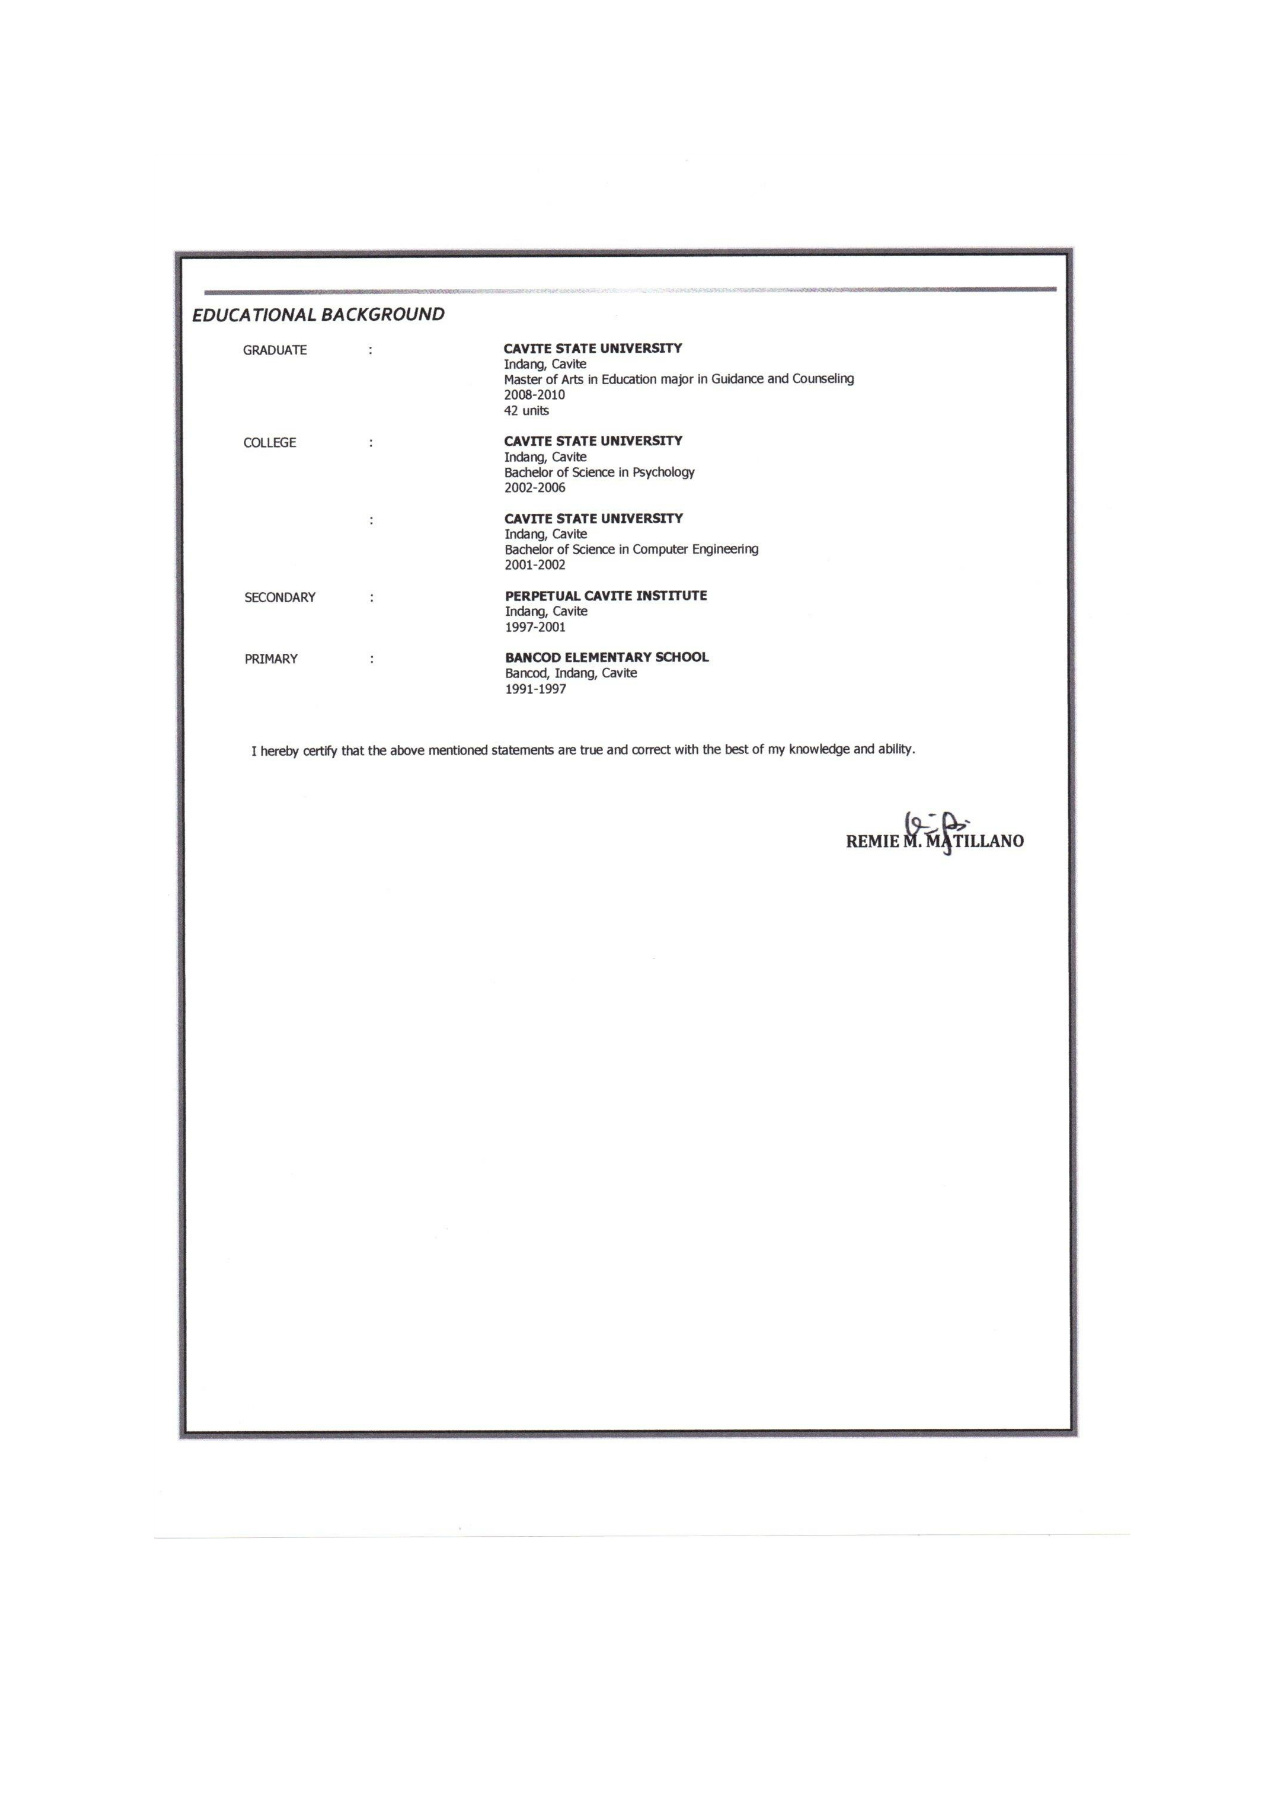 EDUCATIONAL BACKGROUND
GRADUATE : CAVITE STATE UNIVERSITY
Indang, Cavite
Master of Arts in Education major in Guidance and Counseling
2008-2010
42 units
COLLEGE : CAVITE STATE UNIVERSITY
Indang, Cavite
Bachelor of Science in Psychology
2002-2006
: CAVITE STATE UNIVERSITY
Indang, Cavite
Bachelor of Science in Computer Engineering
2001-2002
SECONDARY : PERPETUAL CAVITE INSTITUTE
Indang, Cavite
1997-2001
PRIMARY : BANCOD ELEMENTARY SCHOOL
Bancod, Indang, Cavite
1991-1997
I hereby certify that the above mentioned statements are true and correct with the best of my knowledge and ability.
REMIE M. MATILLANO